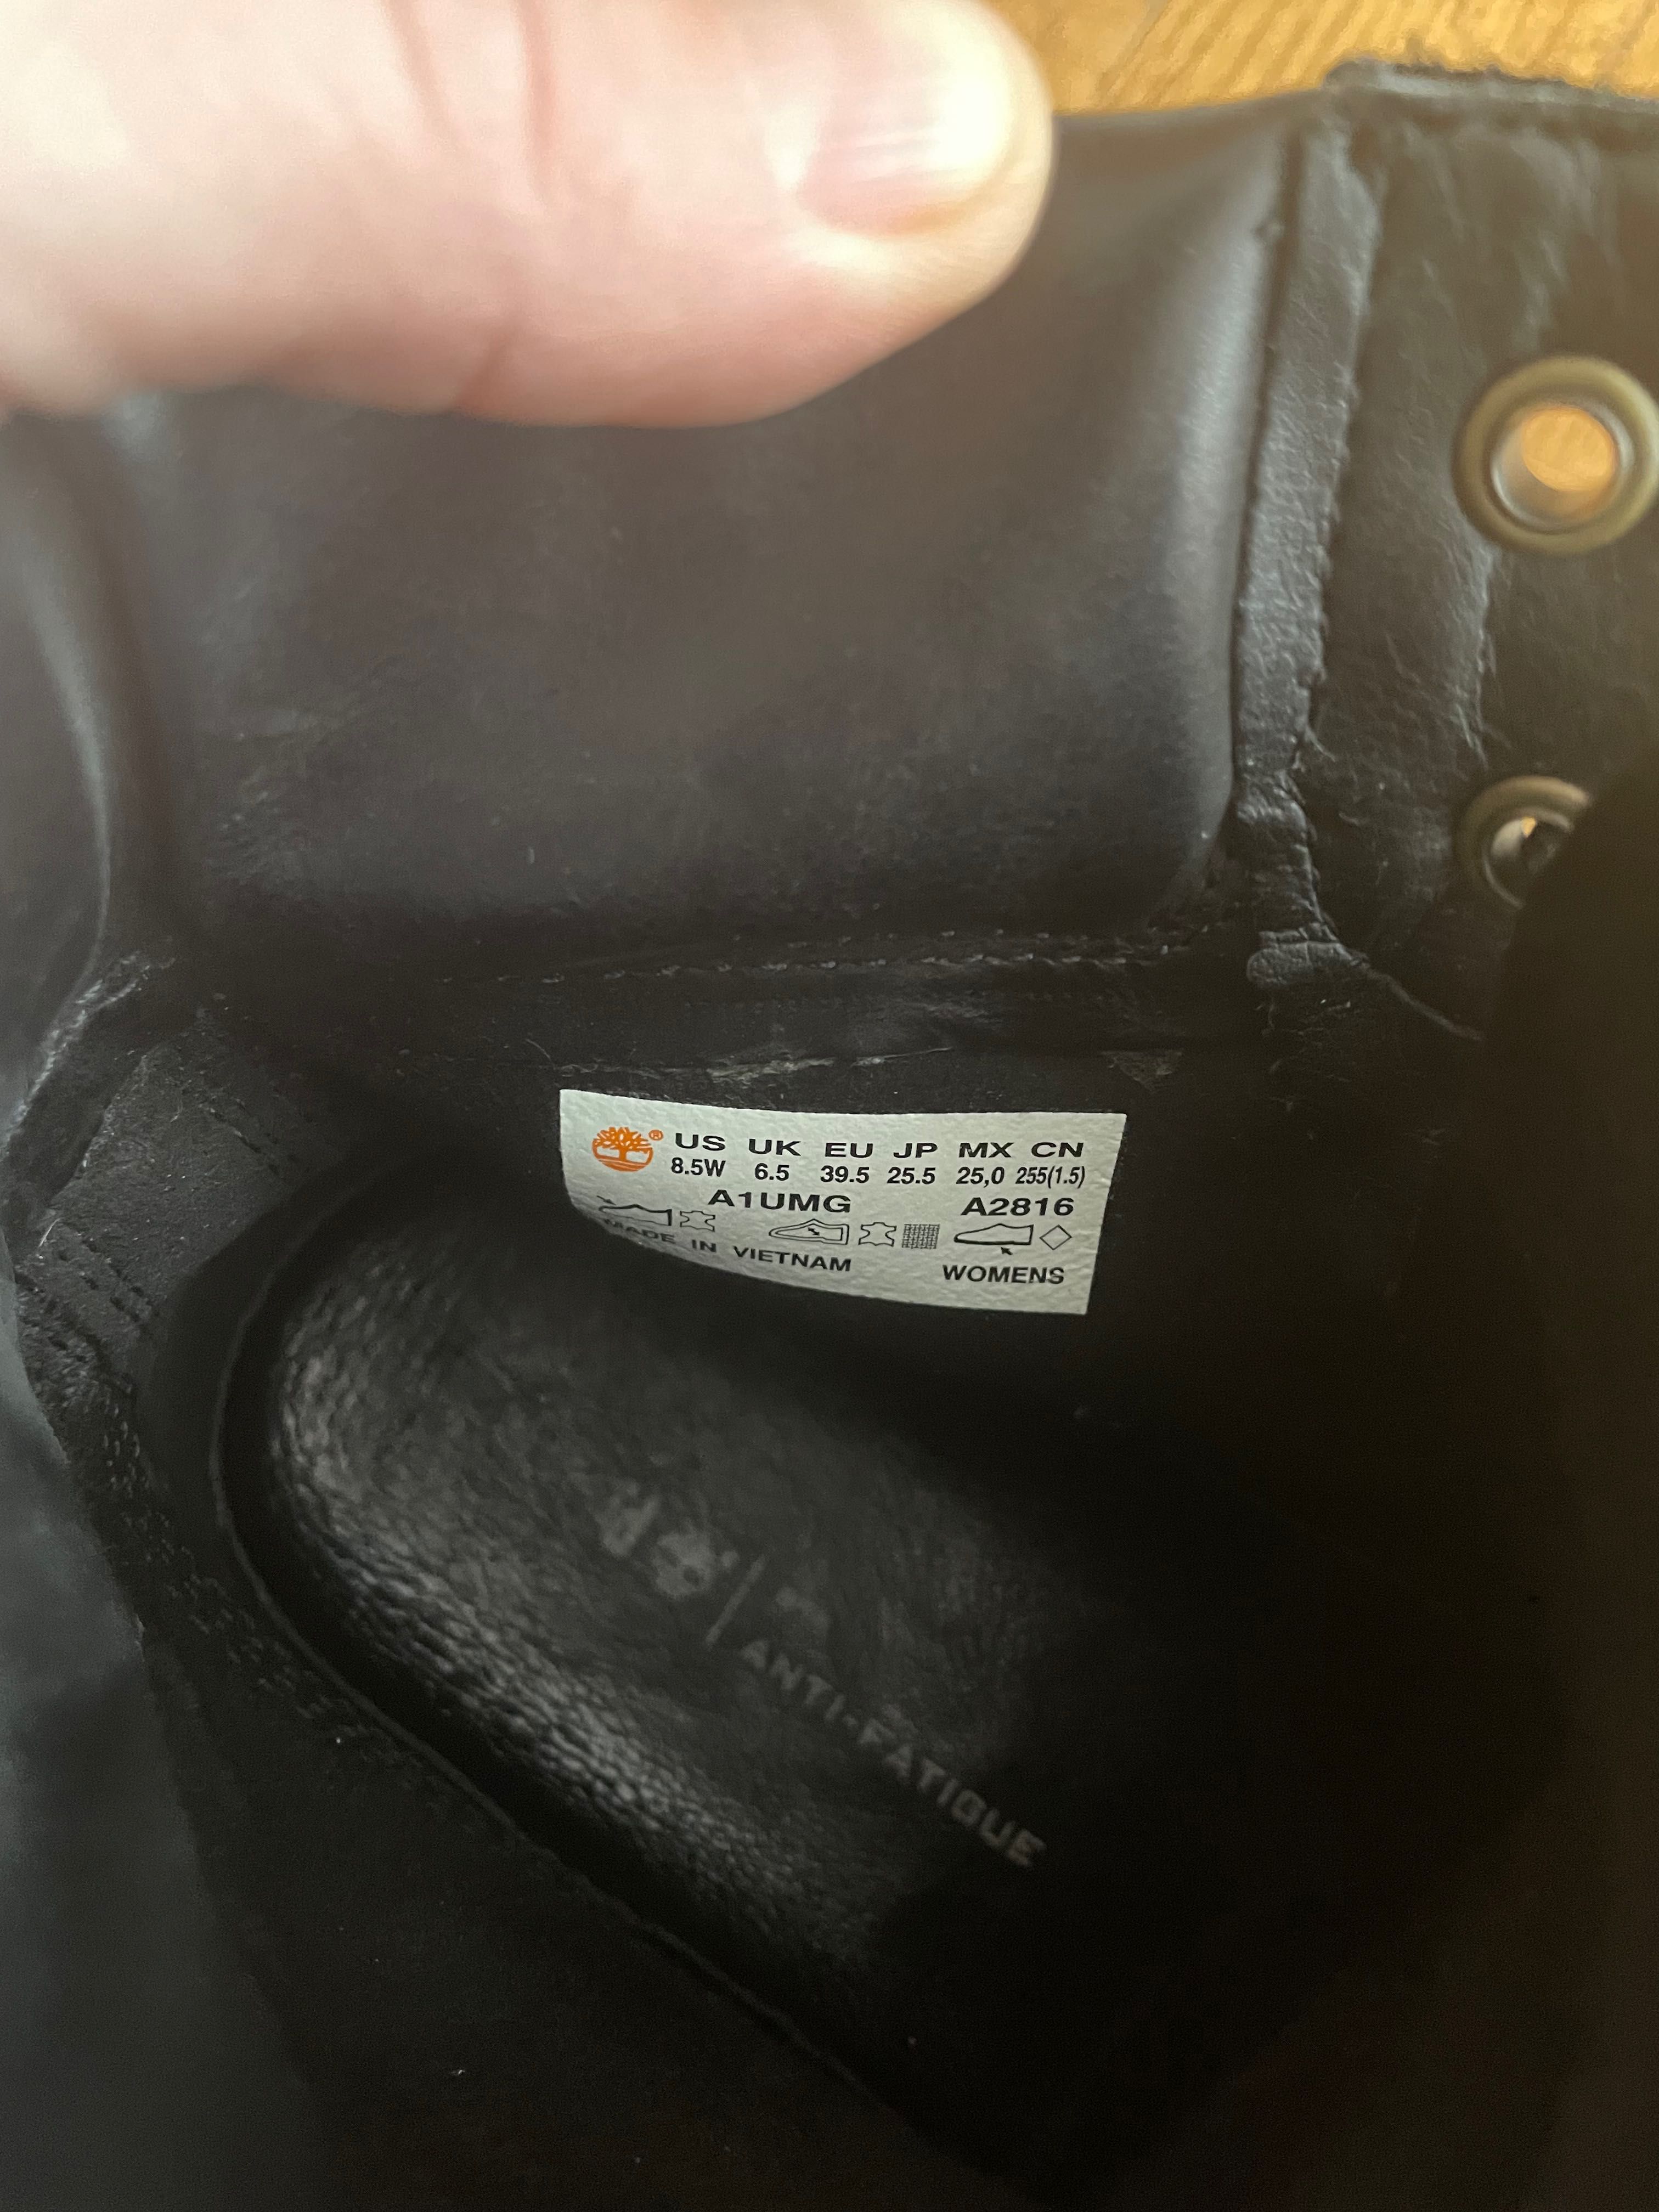 ® US UK EU JP MX CN
8.5W 6.5 39.5 25.5 25,0 255(1.5)
A1UMG A2816
MADE IN VIETNAM WOMENS
ANTI-FATIGUE